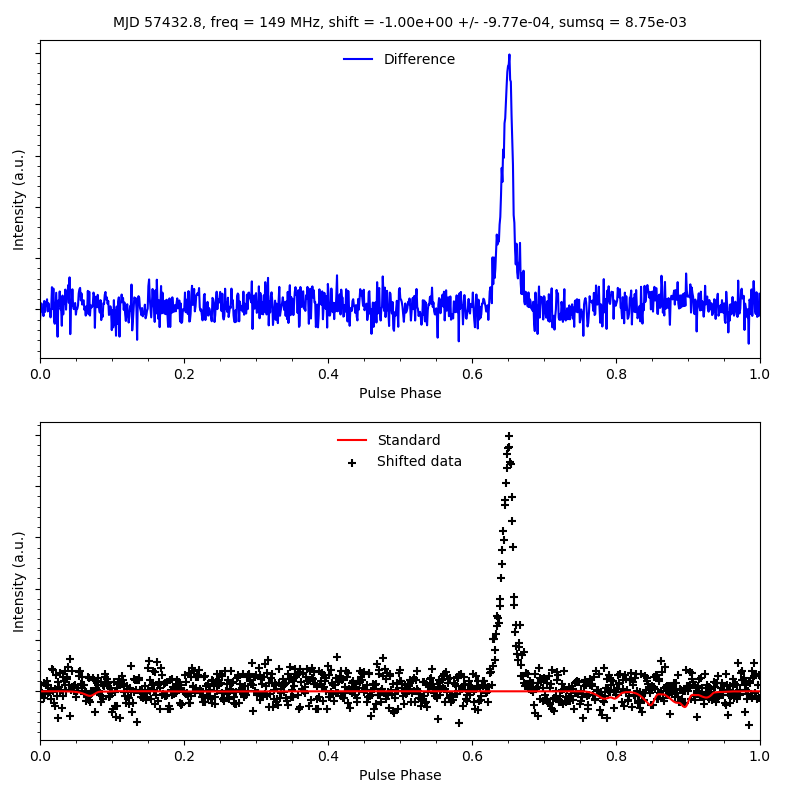 MJD 57432.8, freq = 149 MHz, shift = -1.00e+00 +/- -9.77e-04, sumsq = 8.75e-03
Difference
Intensity (a.u.)
0.0 0.2 0.4 0.6 0.8 1.0
Pulse Phase
Standard
Shifted data
Intensity (a.u.)
0.0 0.2 0.4 0.6 0.8 1.0
Pulse Phase